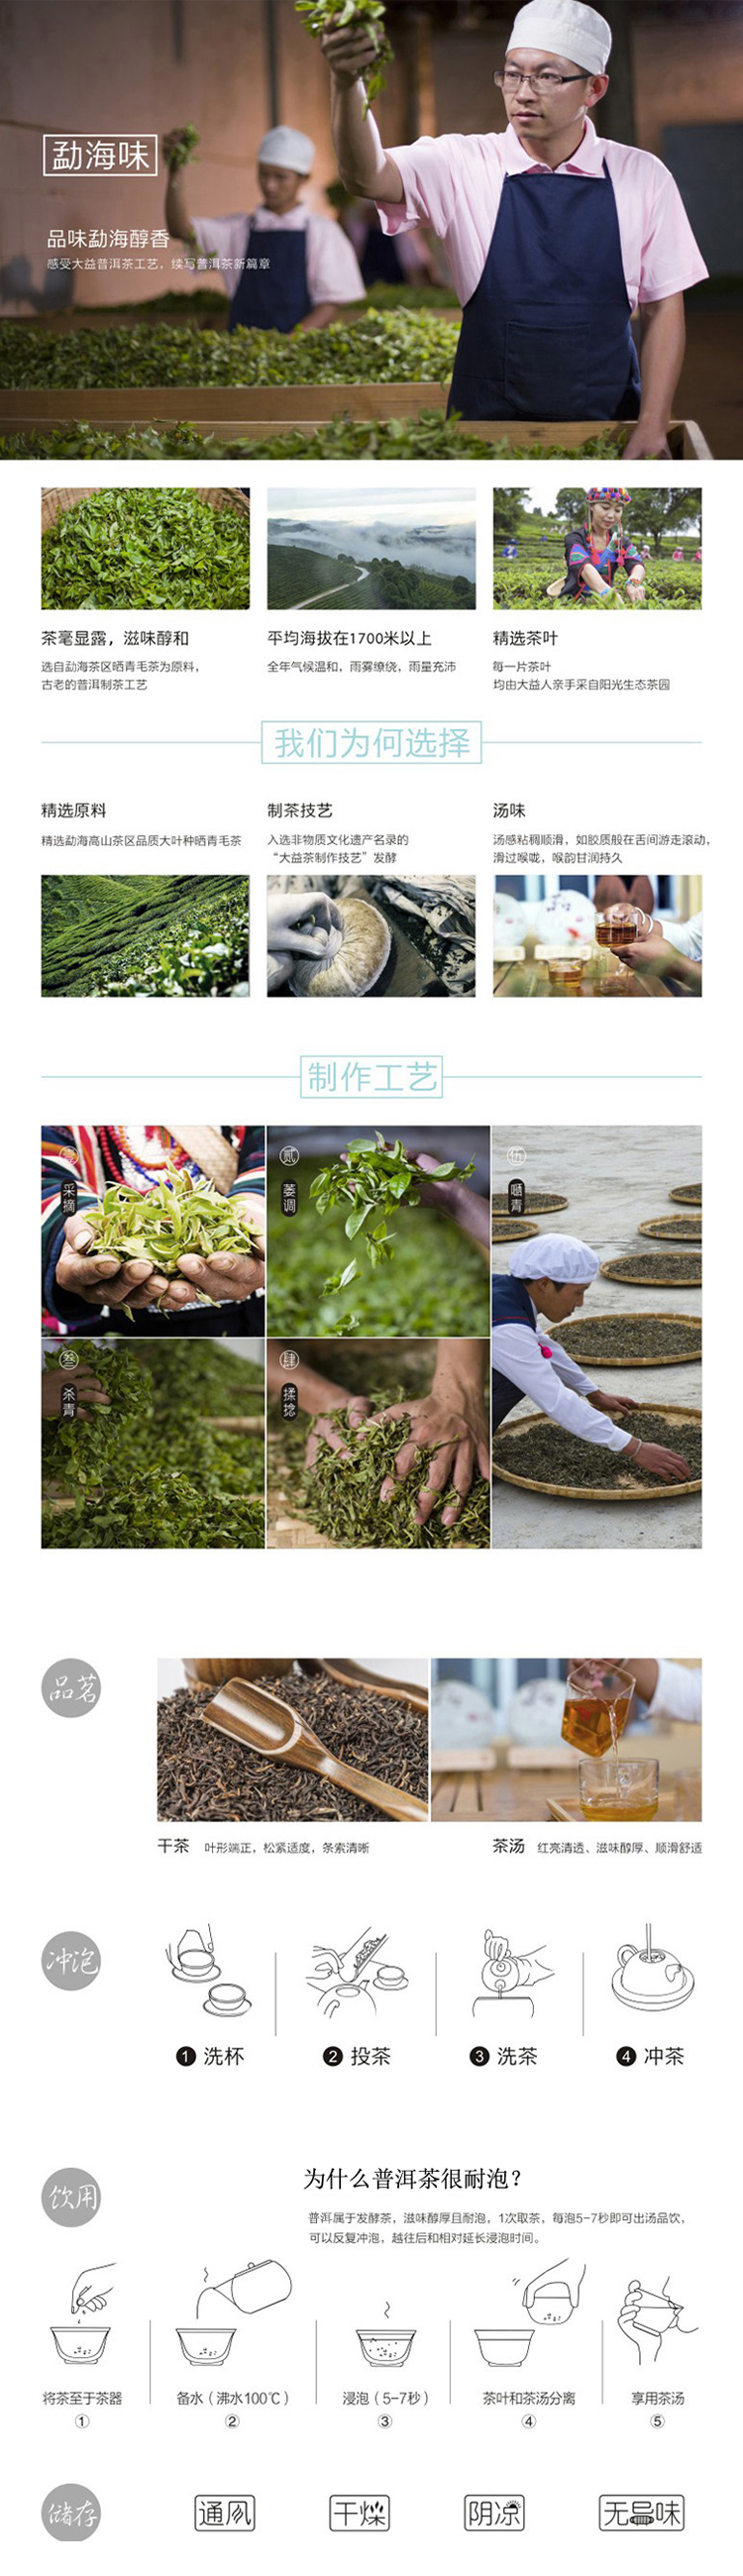 勐海味
品味勐海醇香
感受大益普洱茶工艺，续写普洱茶新篇章
茶毫显露，滋味醇和
选自勐海茶区晒青毛茶为原料，
古老的普洱制茶工艺
平均海拔在1700米以上
全年气候温和，雨雾缭绕，雨量充沛
精选茶叶
每一片茶叶
均由大益人亲手采自阳光生态茶园
我们为何选择
精选原料
精选勐海高山茶区品质大叶种晒青毛茶
制茶技艺
入选非物质文化遗产名录的
“大益茶制作技艺”发酵
汤味
汤感粘稠顺滑，如胶质般在舌间游走滚动，
滑过喉咙，喉韵甘润持久
制作工艺
壹
采摘
贰
萎调
叁
杀青
肆
揉捻
伍
晒青
品茗
干茶 叶形端正，松紧适度，条索清晰
茶汤 红亮清透、滋味醇厚、顺滑舒适
冲泡
1 洗杯
2 投茶
3 洗茶
4 冲茶
饮用
为什么普洱茶很耐泡？
普洱属于发酵茶，滋味醇厚且耐泡，1次取茶，每泡5-7秒即可出汤品饮，
可以反复冲泡，越往后和相对延长浸泡时间。
将茶至于茶器
①
备水（沸水100℃）
②
浸泡（5-7秒）
③
茶叶和茶汤分离
④
享用茶汤
⑤
储存
通风
干燥
阴凉
无异味